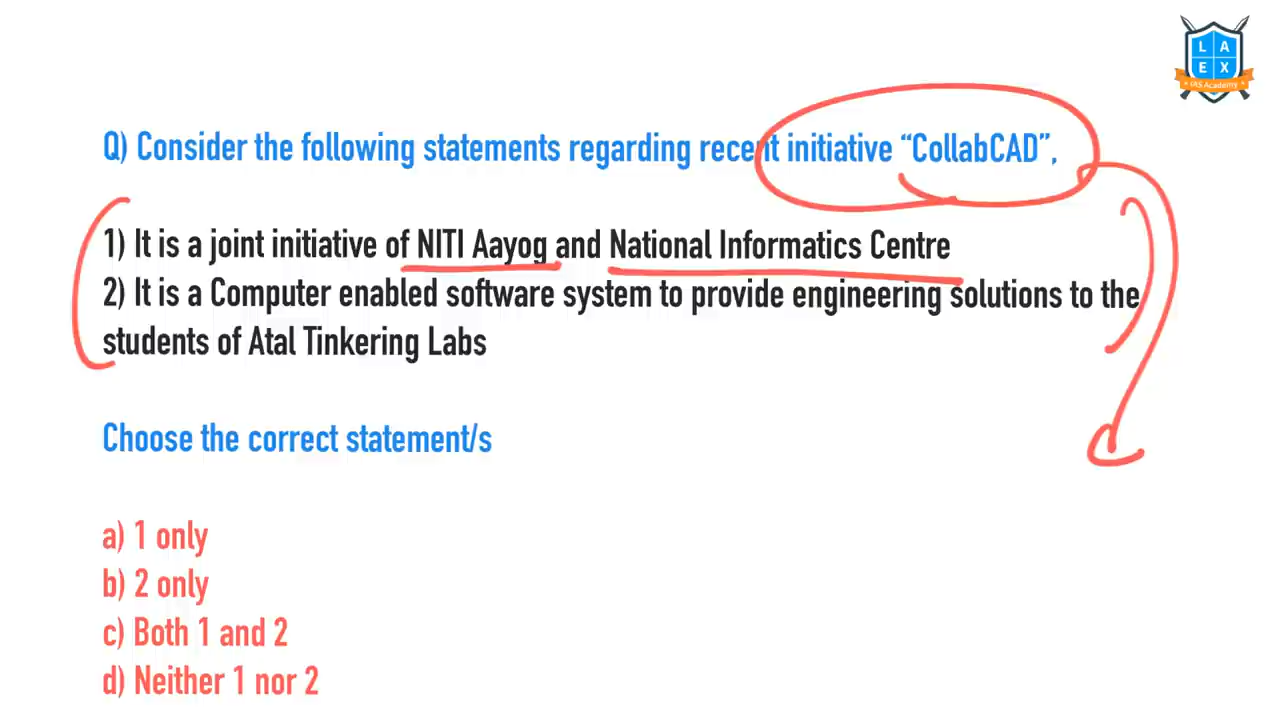 L A
E X
IAS Academy
Q) Consider the following statements regarding recent initiative “CollabCAD”,
1) It is a joint initiative of NITI Aayog and National Informatics Centre
2) It is a Computer enabled software system to provide engineering solutions to the
students of Atal Tinkering Labs
Choose the correct statement/s
a) 1 only
b) 2 only
c) Both 1 and 2
d) Neither 1 nor 2